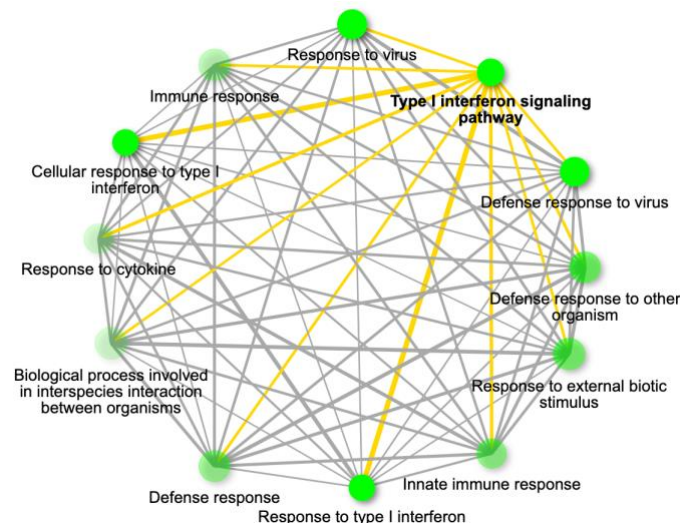 Response to virus
Immune response
Type I interferon signaling
pathway
Cellular response to type I
interferon
Defense response to virus
Response to cytokine
Defense response to other
organism
Biological process involved
in interspecies interaction
between organisms
Response to external biotic
stimulus
Defense response
Innate immune response
Response to type I interferon